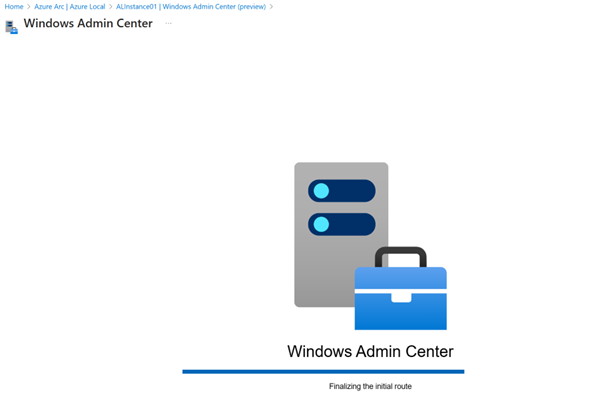 Home > Azure Arc | Azure Local > ALInstance01 | Windows Admin Center (preview) >
Windows Admin Center ...
Windows Admin Center
Finalizing the initial route